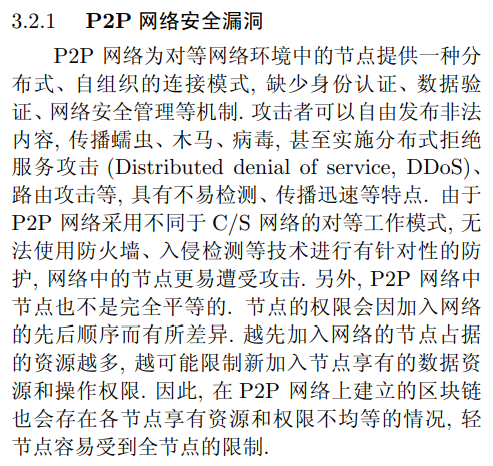 3.2.1 P2P 网络安全漏洞
P2P 网络为对等网络环境中的节点提供一种分
布式、自组织的连接模式, 缺少身份认证、数据验
证、网络安全管理等机制. 攻击者可以自由发布非法
内容, 传播蠕虫、木马、病毒, 甚至实施分布式拒绝
服务攻击 (Distributed denial of service, DDoS)、
路由攻击等, 具有不易检测、传播迅速等特点. 由于
P2P 网络采用不同于 C/S 网络的对等工作模式, 无
法使用防火墙、入侵检测等技术进行有针对性的防
护, 网络中的节点更易遭受攻击. 另外, P2P 网络中
节点也不是完全平等的. 节点的权限会因加入网络
的先后顺序而有所差异. 越先加入网络的节点占据
的资源越多, 越可能限制新加入节点享有的数据资
源和操作权限. 因此, 在 P2P 网络上建立的区块链
也会存在各节点享有资源和权限不均等的情况, 轻
节点容易受到全节点的限制.